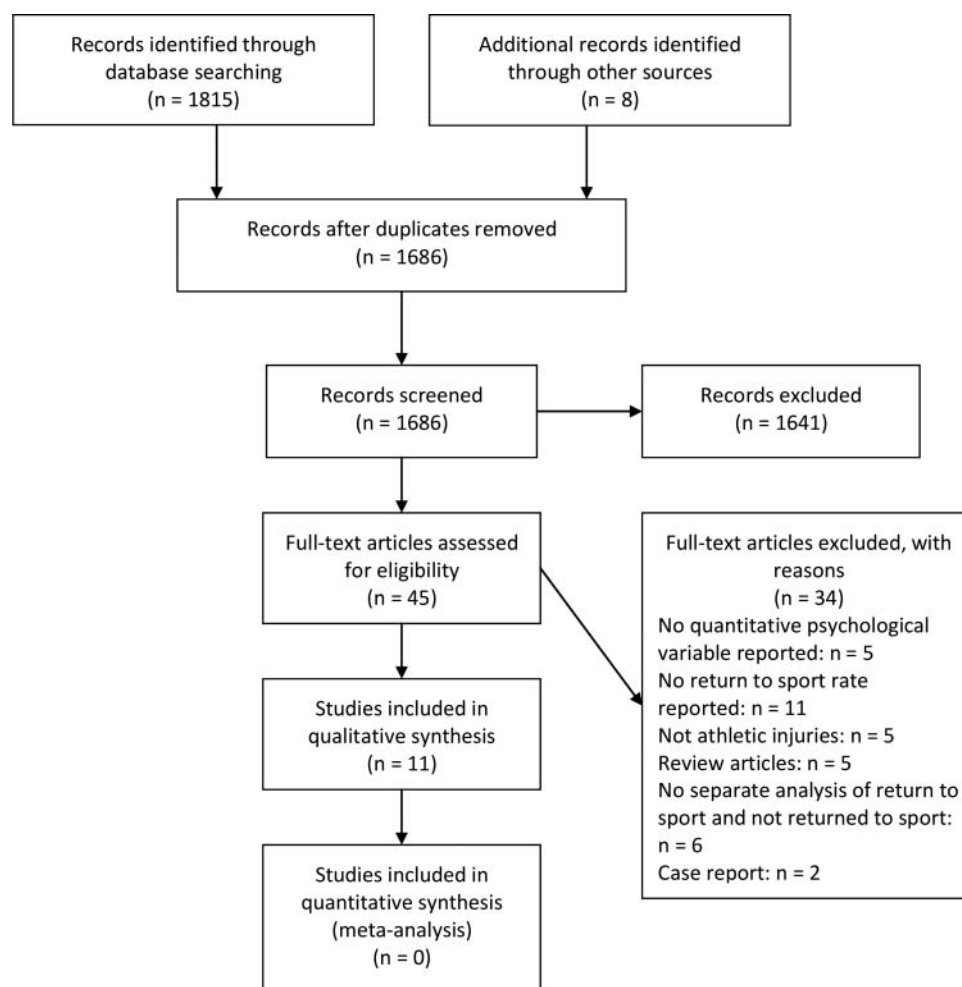 Records identified through
database searching
(n = 1815)
Additional records identified
through other sources
(n = 8)
Records after duplicates removed
(n = 1686)
Records screened
(n = 1686)
Records excluded
(n = 1641)
Full-text articles assessed
for eligibility
(n = 45)
Full-text articles excluded, with
reasons
(n = 34)
No quantitative psychological
variable reported: n = 5
No return to sport rate
reported: n = 11
Not athletic injuries: n = 5
Review articles: n = 5
No separate analysis of return to
sport and not returned to sport:
n = 6
Case report: n = 2
Studies included in
qualitative synthesis
(n = 11)
Studies included in
quantitative synthesis
(meta-analysis)
(n = 0)